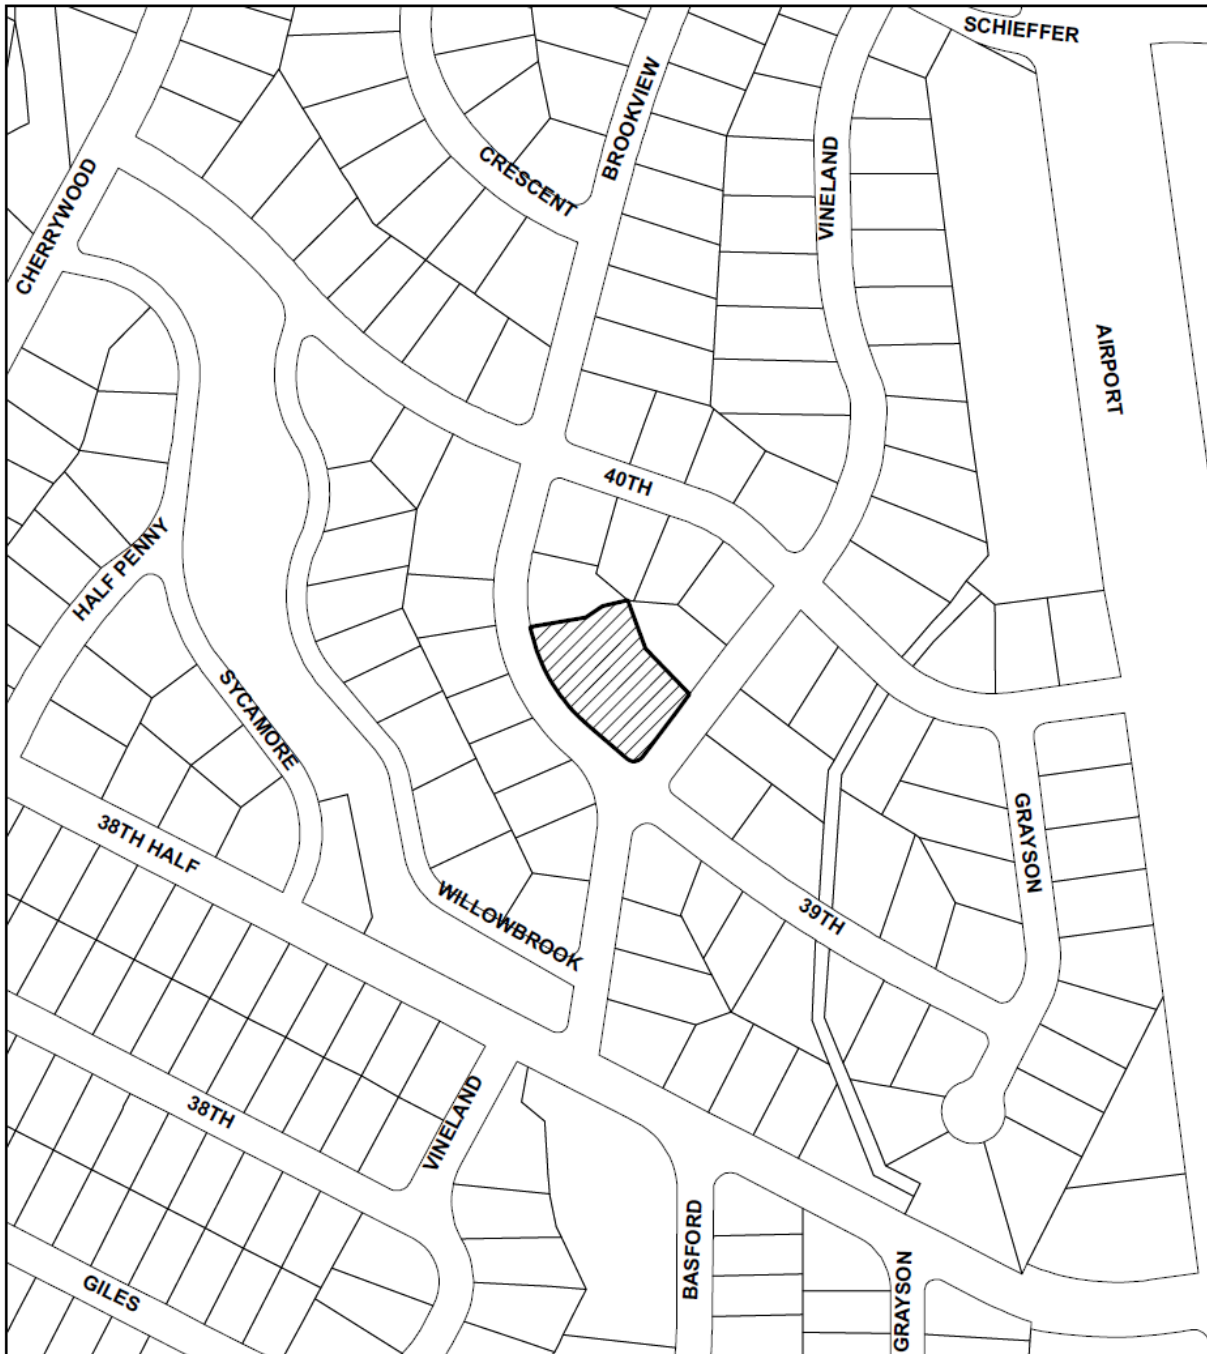 SCHIEFFER
BROOKVIEW
CRESCENT
VINELAND
CHERRYWOOD
AIRPORT
40TH
HALF PENNY
SYCAMORE
38TH HALF
GRAYSON
WILLOWBROOK
39TH
38TH
VINELAND
BASFORD
GRAYSON
GILES